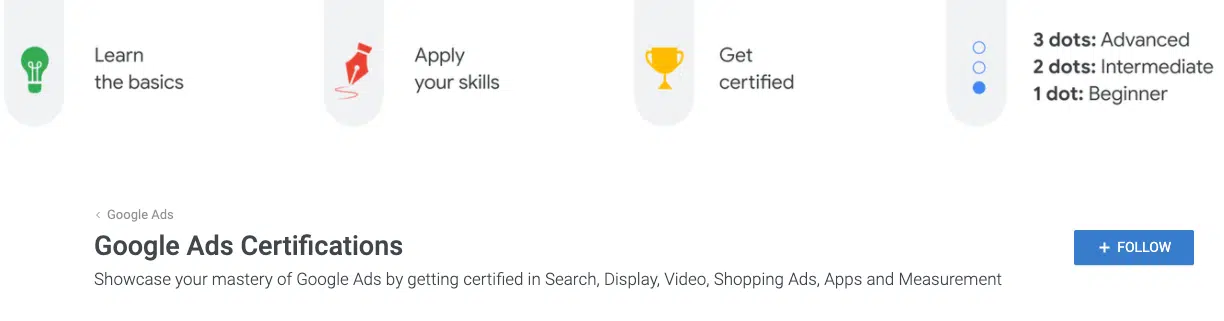 Learn
the basics
Apply
your skills
Get
certified
3 dots: Advanced
2 dots: Intermediate
1 dot: Beginner
‹ Google Ads
Google Ads Certifications
+ FOLLOW
Showcase your mastery of Google Ads by getting certified in Search, Display, Video, Shopping Ads, Apps and Measurement